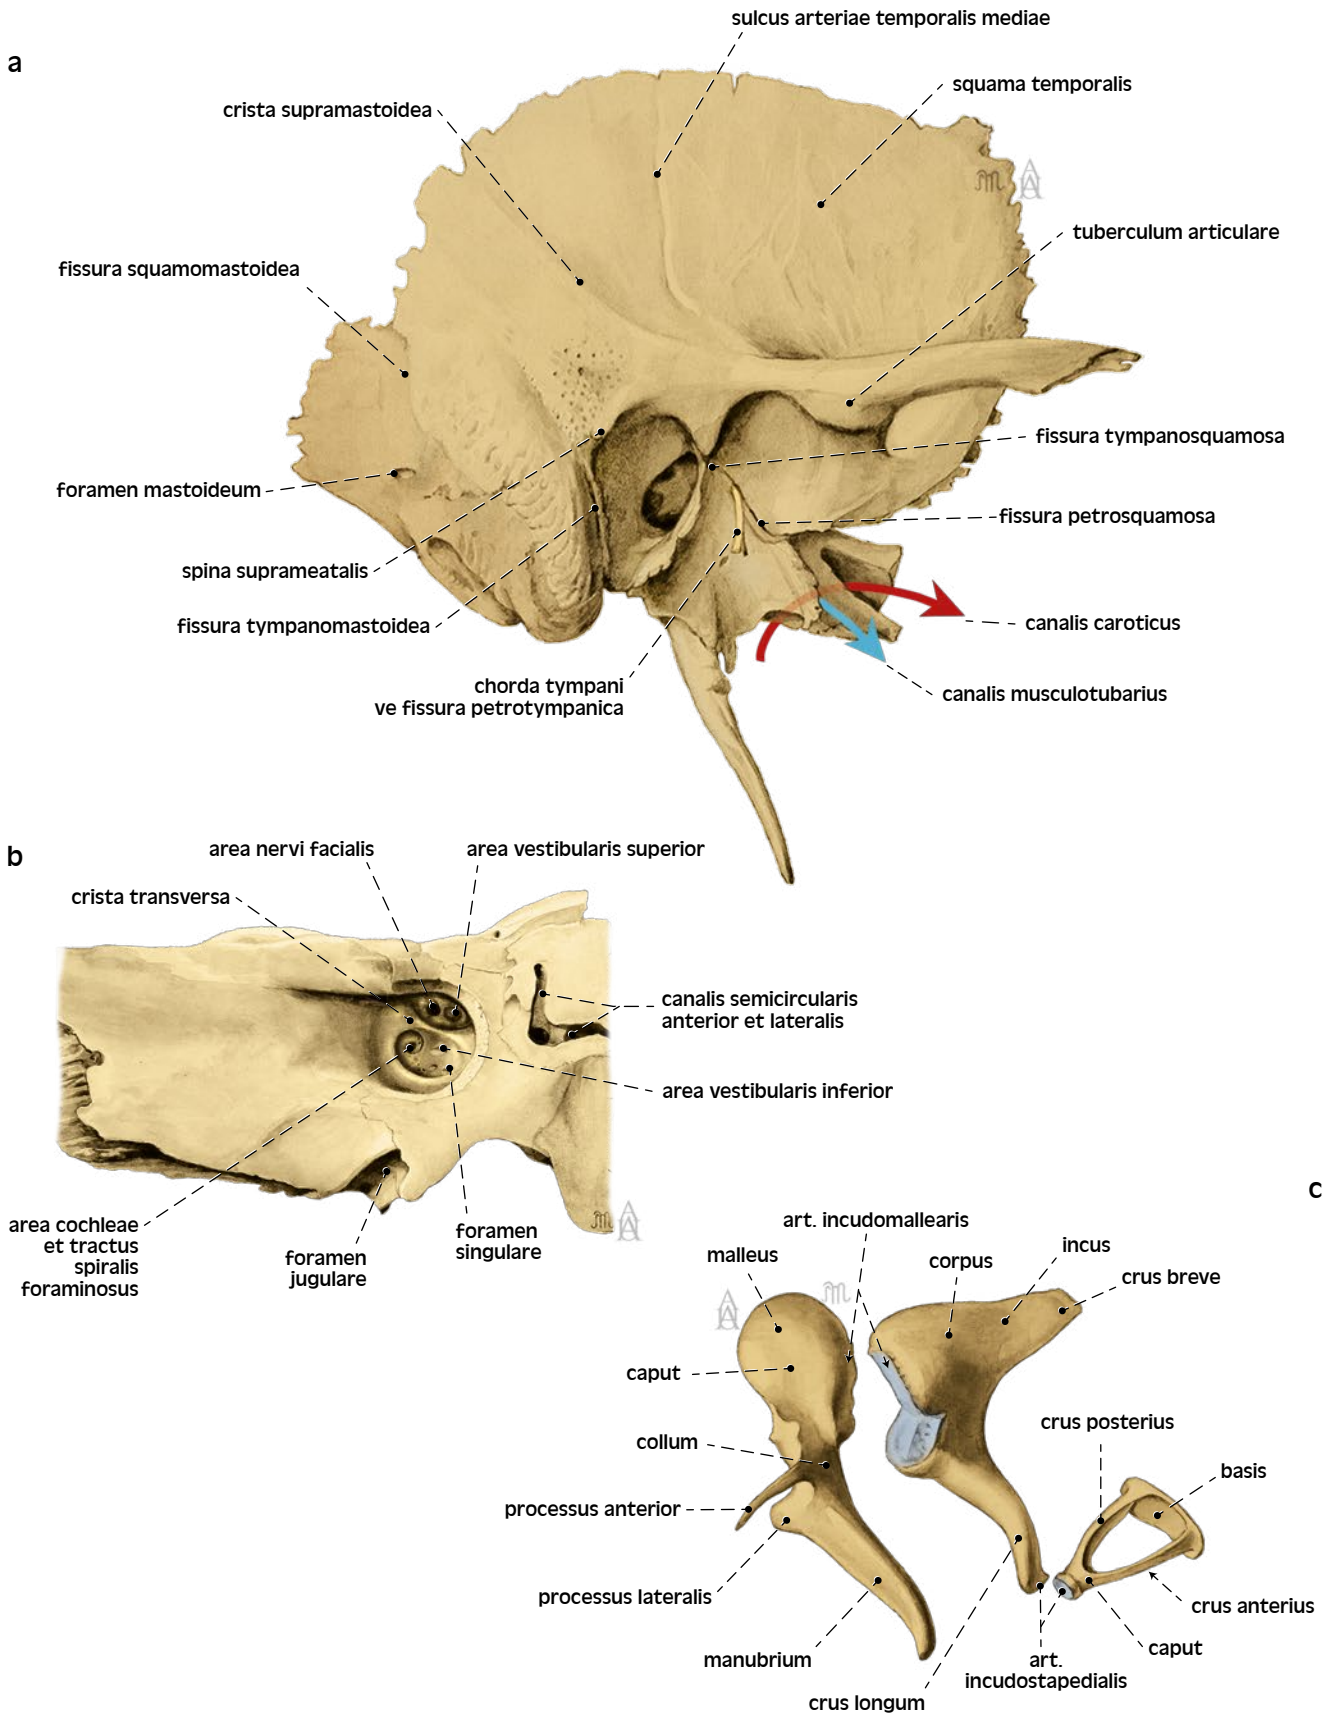 a
sulcus arteriae temporalis mediae
squama temporalis
crista supramastoidea
tuberculum articulare
fissura squamomastoidea
fissura tympanosquamosa
foramen mastoideum
fissura petrosquamosa
spina suprameatalis
fissura tympanomastoidea
canalis caroticus
chorda tympani
ve fissura petrotympanica
canalis musculotubarius
b
area nervi facialis
area vestibularis superior
crista transversa
canalis semicircularis
anterior et lateralis
area vestibularis inferior
area cochleae
et tractus
spiralis
foraminosus
foramen
jugulare
foramen
singulare
c
art. incudomallearis
malleus
corpus
incus
crus breve
caput
collum
crus posterius
basis
processus anterior
processus lateralis
crus anterius
caput
manubrium
art.
incudostapedialis
crus longum